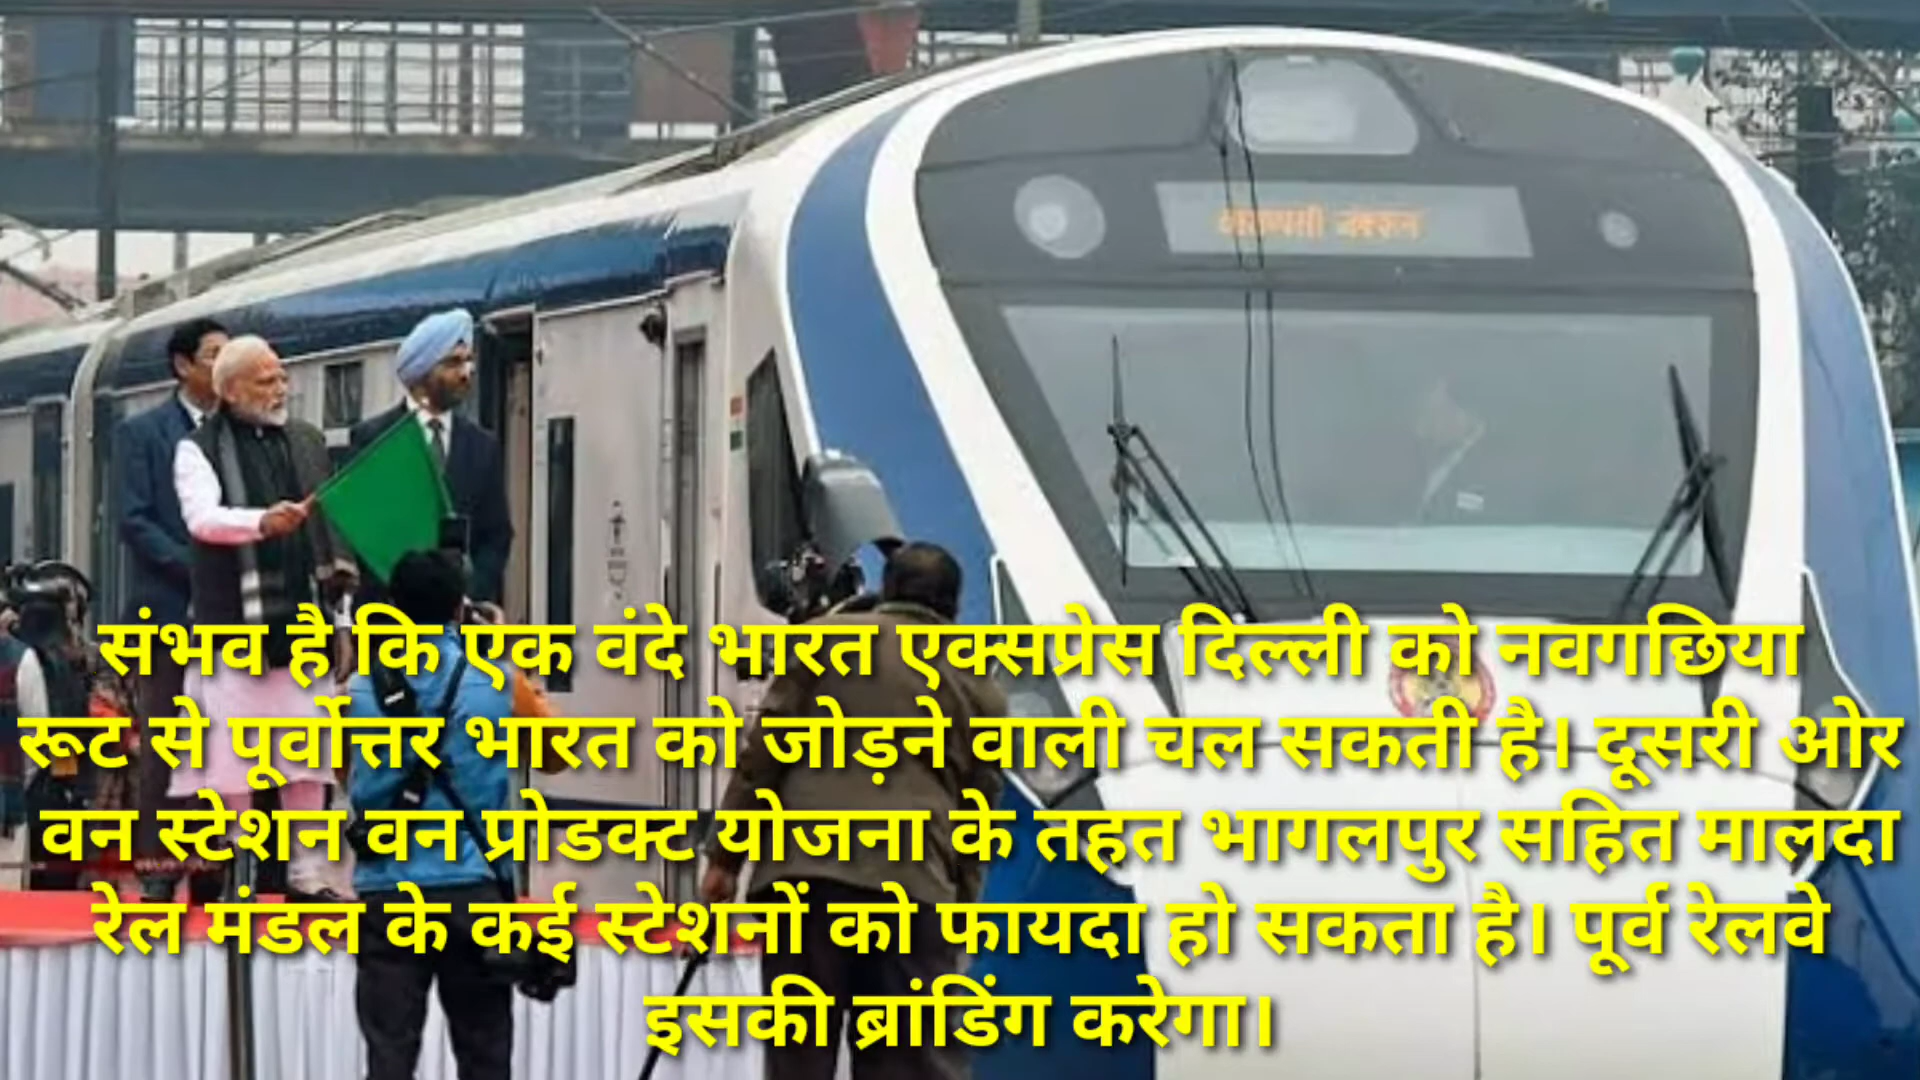 संभव है कि एक वंदे भारत एक्सप्रेस दिल्ली को नवगछिया
रूट से पूर्वोत्तर भारत को जोड़ने वाली चल सकती है। दूसरी ओर
वन स्टेशन वन प्रोडक्ट योजना के तहत भागलपुर सहित मालदा
रेल मंडल के कई स्टेशनों को फायदा हो सकता है। पूर्व रेलवे
इसकी ब्रांडिंग करेगा।